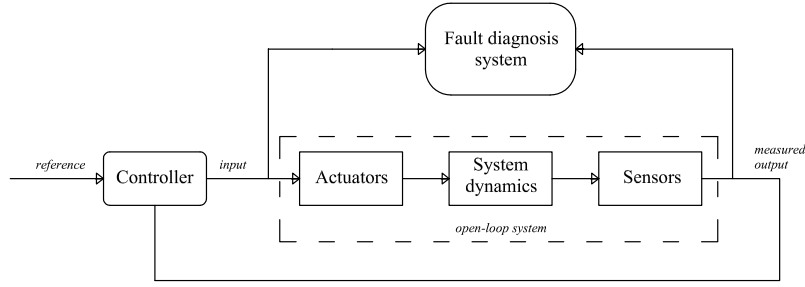 Fault diagnosis
system
reference
Controller
input
Actuators
System
dynamics
Sensors
measured
output
open-loop system